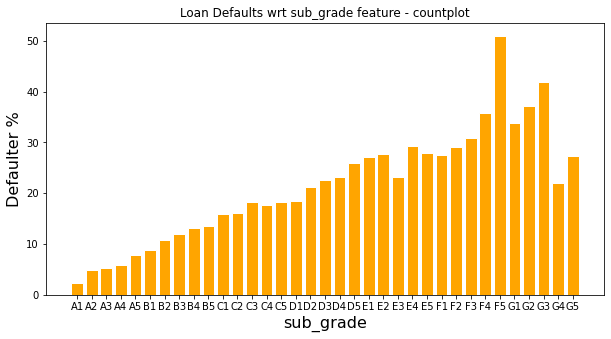 Loan Defaults wrt sub_grade feature - countplot
Defaulter %
50
40
30
20
10
0
A1 A2 A3 A4 A5 B1 B2 B3 B4 B5 C1 C2 C3 C4 C5 D1 D2 D3 D4 D5 E1 E2 E3 E4 E5 F1 F2 F3 F4 F5 G1 G2 G3 G4 G5
sub_grade